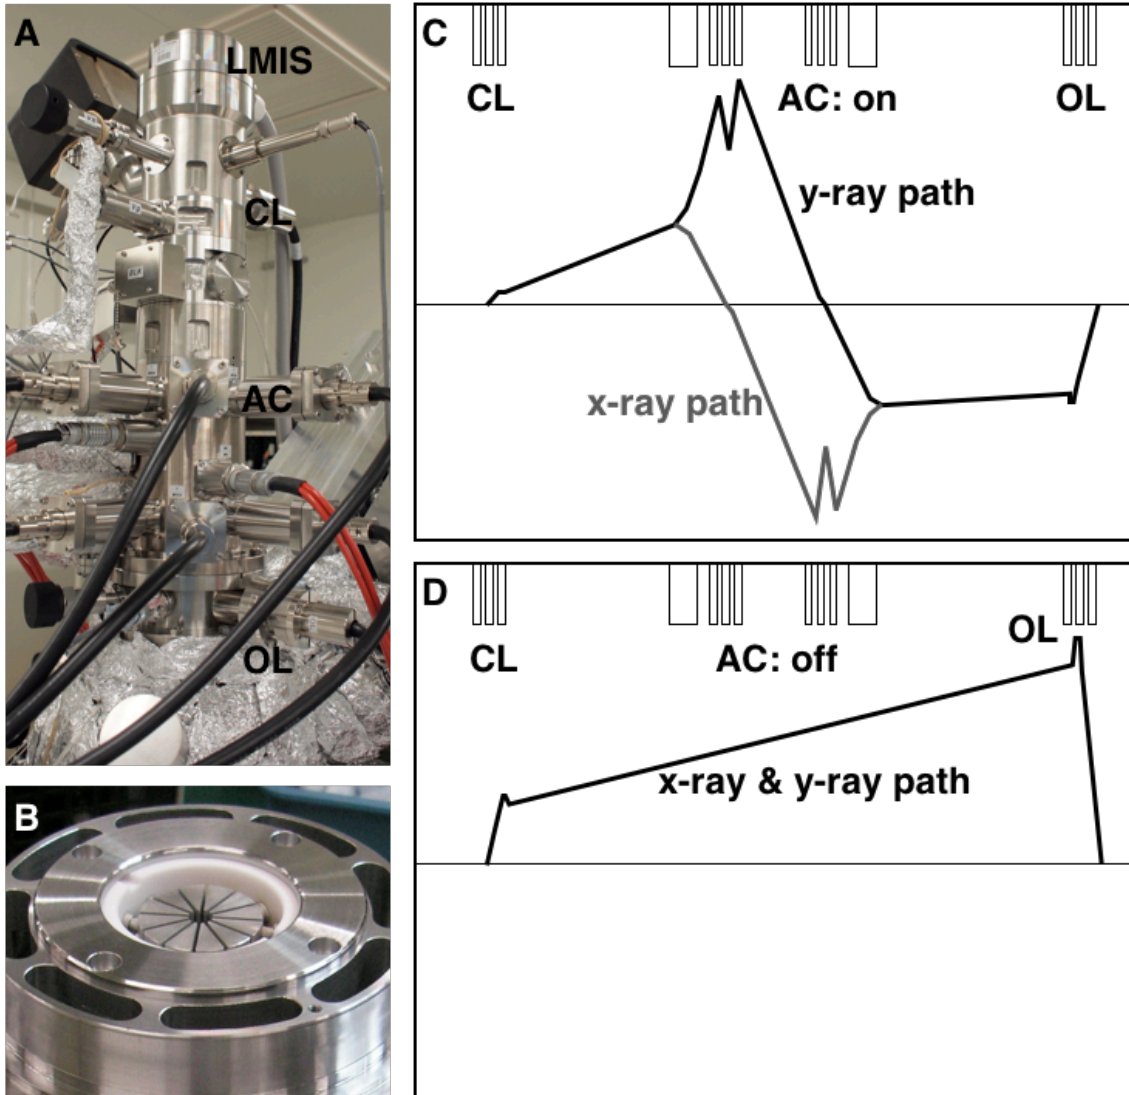 A
LMIS
CL
AC
OL
B
C
CL
AC: on
OL
y-ray path
x-ray path
D
OL
CL
AC: off
x-ray & y-ray path